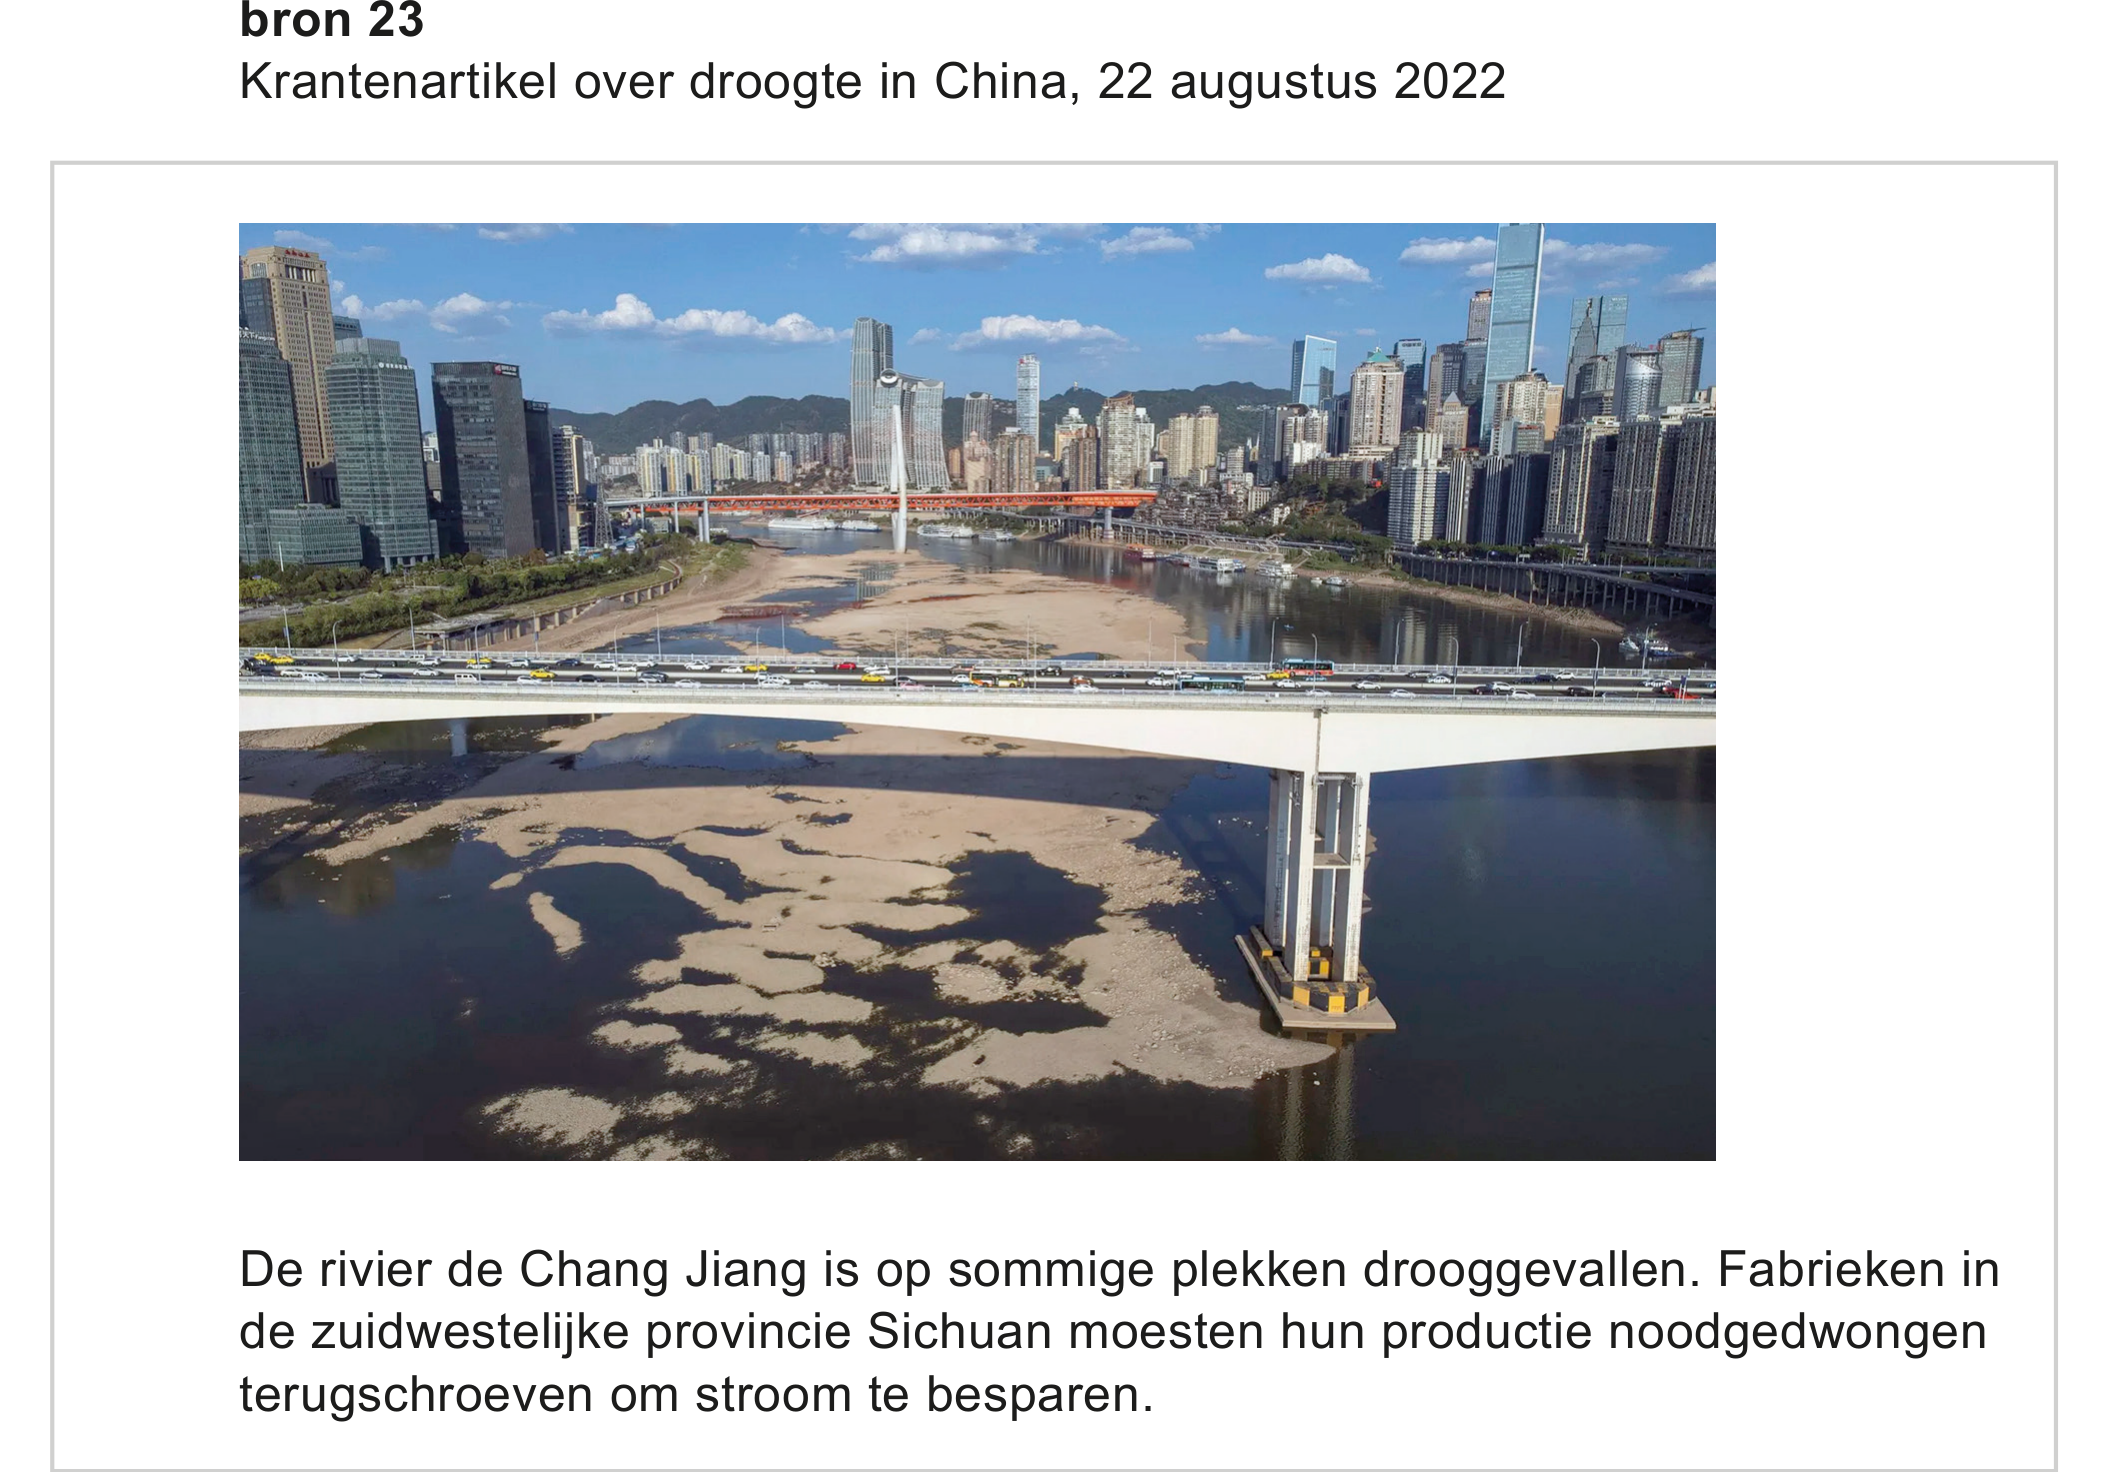 bron 23
Krantenartikel over droogte in China, 22 augustus 2022
De rivier de Chang Jiang is op sommige plekken drooggevallen. Fabrieken in
de zuidwestelijke provincie Sichuan moesten hun productie noodgedwongen
terugschroeven om stroom te besparen.